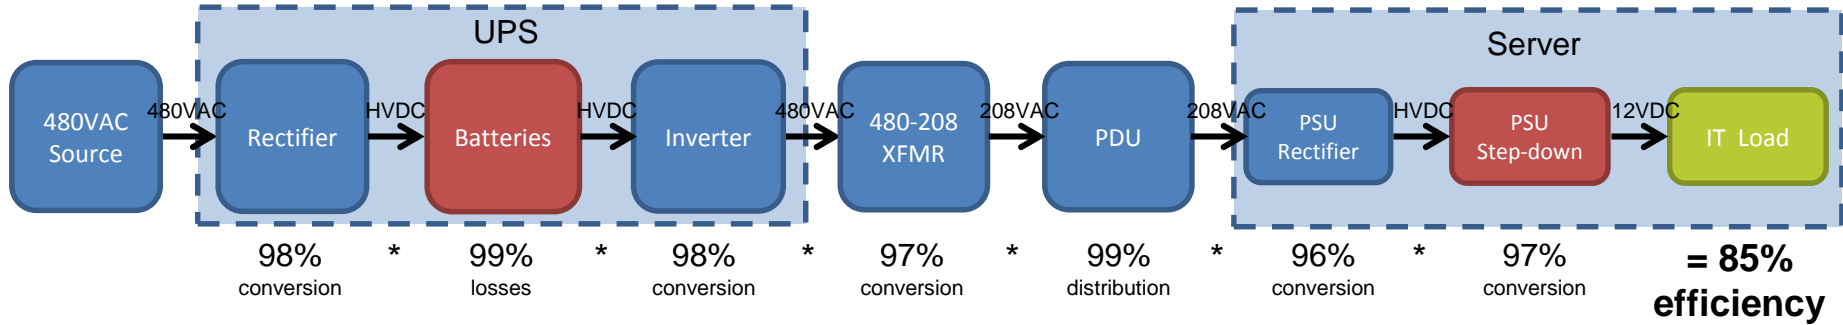 UPS
Server
480VAC
Source
480VAC
Rectifier
HVDC
Batteries
HVDC
Inverter
480VAC
480-208
XFMR
208VAC
PDU
208VAC
PSU
Rectifier
HVDC
PSU
Step-down
12VDC
IT Load
98% * 99% * 98% * 97% * 99% * 96% * 97% = 85%
conversion losses conversion conversion distribution conversion conversion efficiency